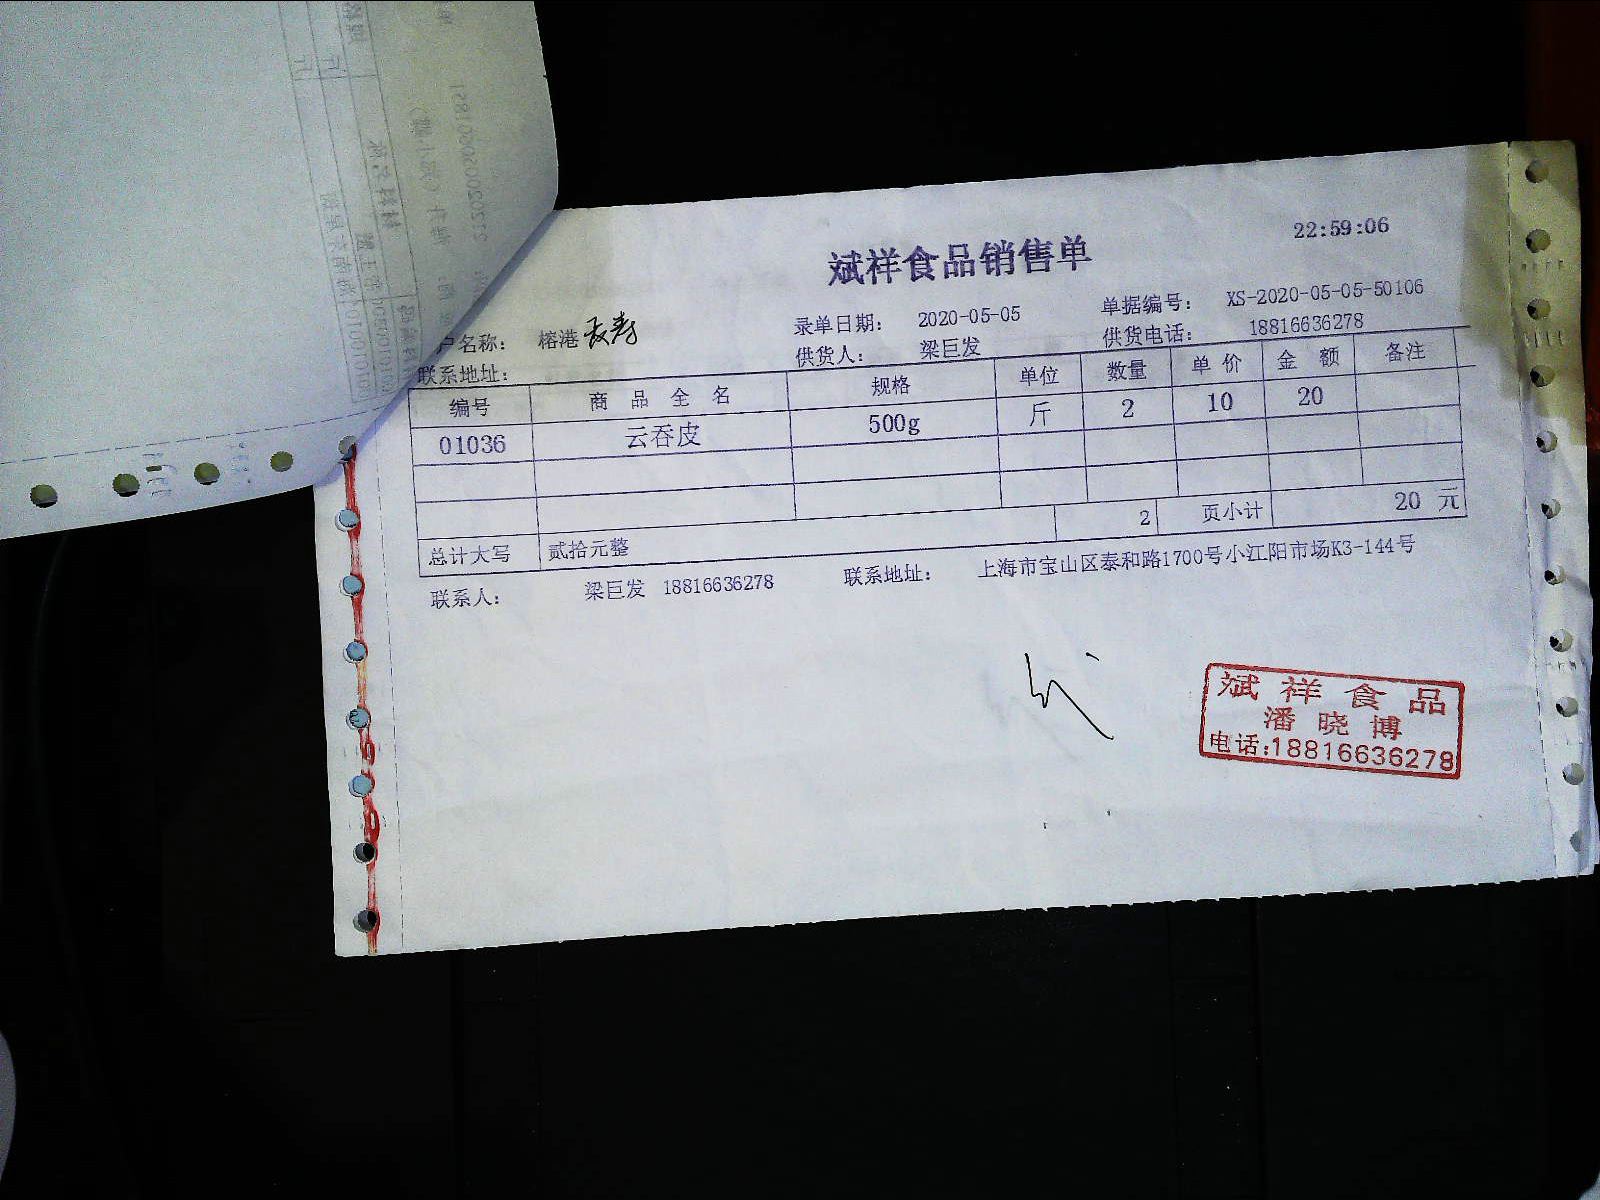 22:59:06
斌祥食品销售单
户名称： 榕港长寿 录单日期： 2020-05-05 单据编号： XS-2020-05-05-50106
联系地址： 供货人： 梁巨发 供货电话： 18816636278
编号 商品全名 规格 单位 数量 单价 金额 备注
01036 云吞皮 500g 斤 2 10 20
2 页小计 20 元
总计大写 贰拾元整
联系人： 梁巨发 18816636278 联系地址： 上海市宝山区泰和路1700号小江阳市场K3-144号
斌祥食品
潘晓博
电话:18816636278